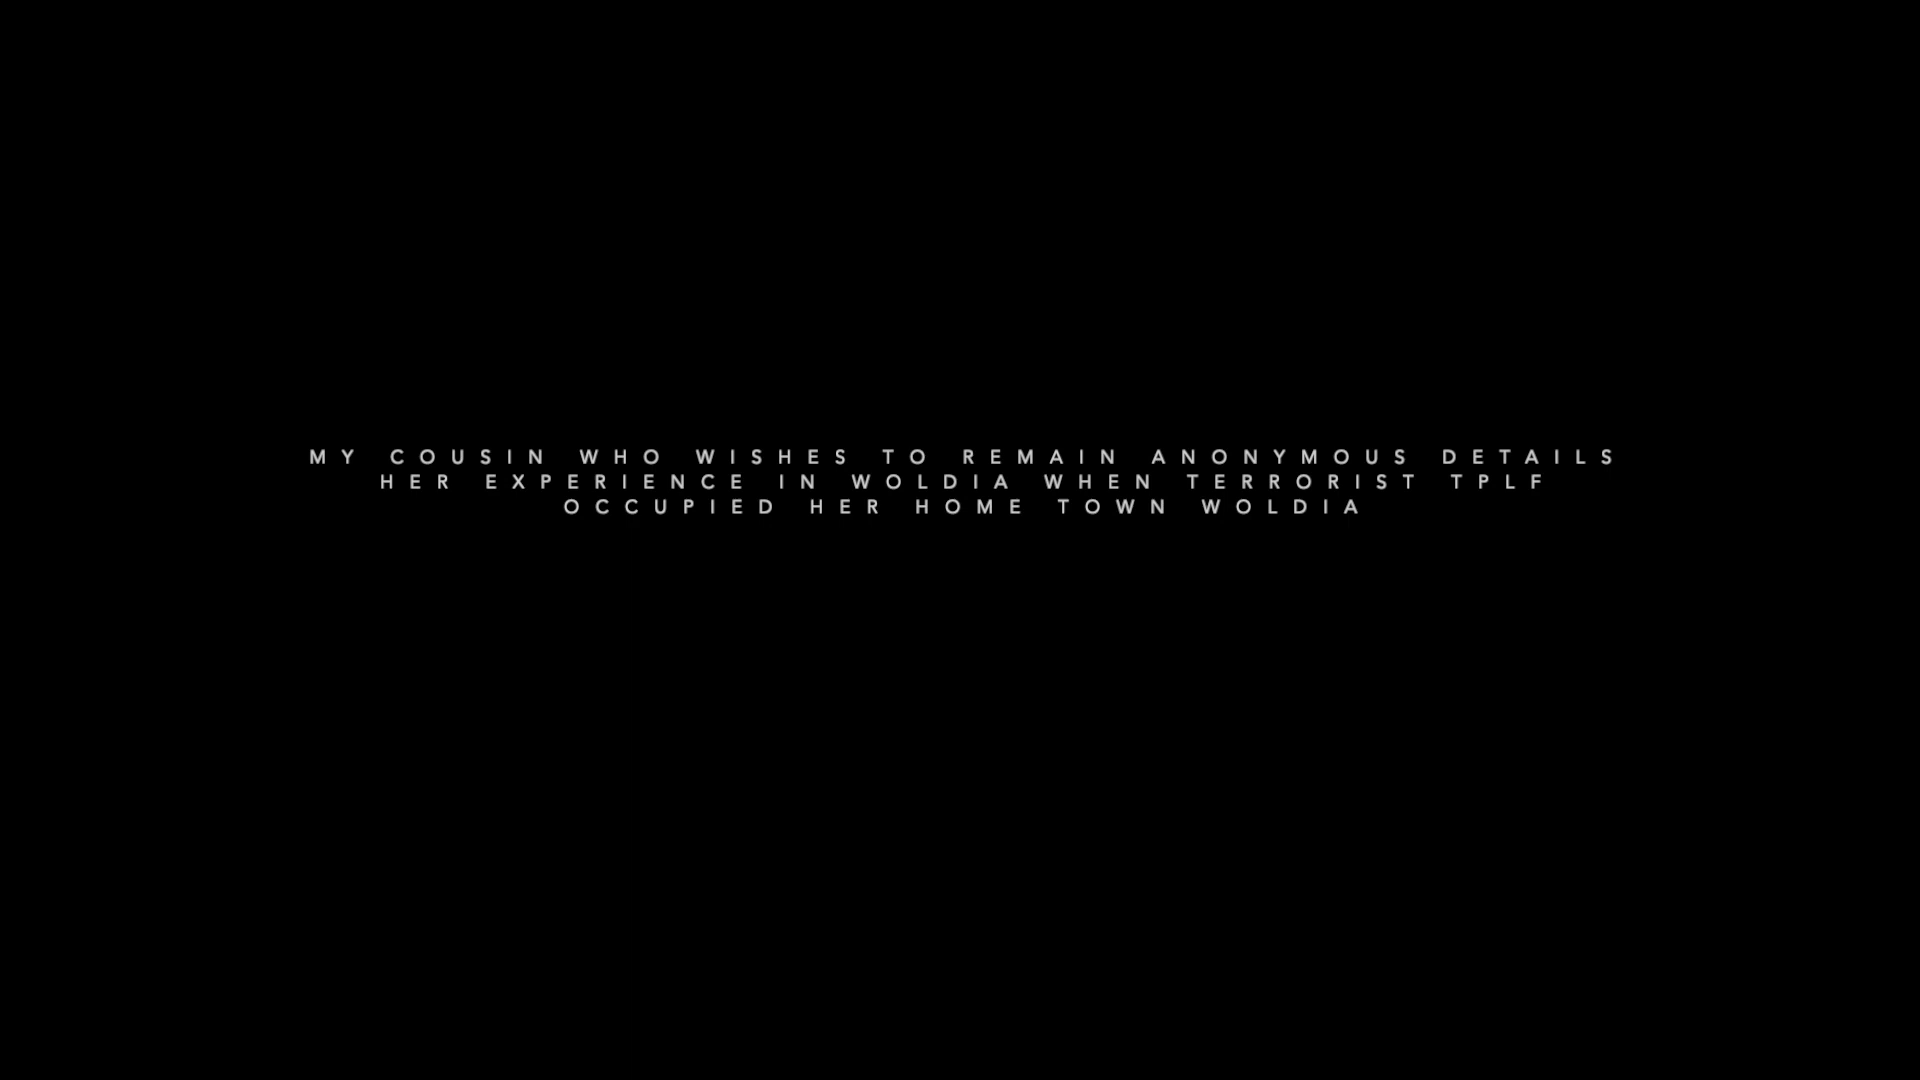 MY COUSIN WHO WISHES TO REMAIN ANONYMOUS DETAILS
HER EXPERIENCE IN WOLDIA WHEN TERRORIST TPLF
OCCUPIED HER HOME TOWN WOLDIA